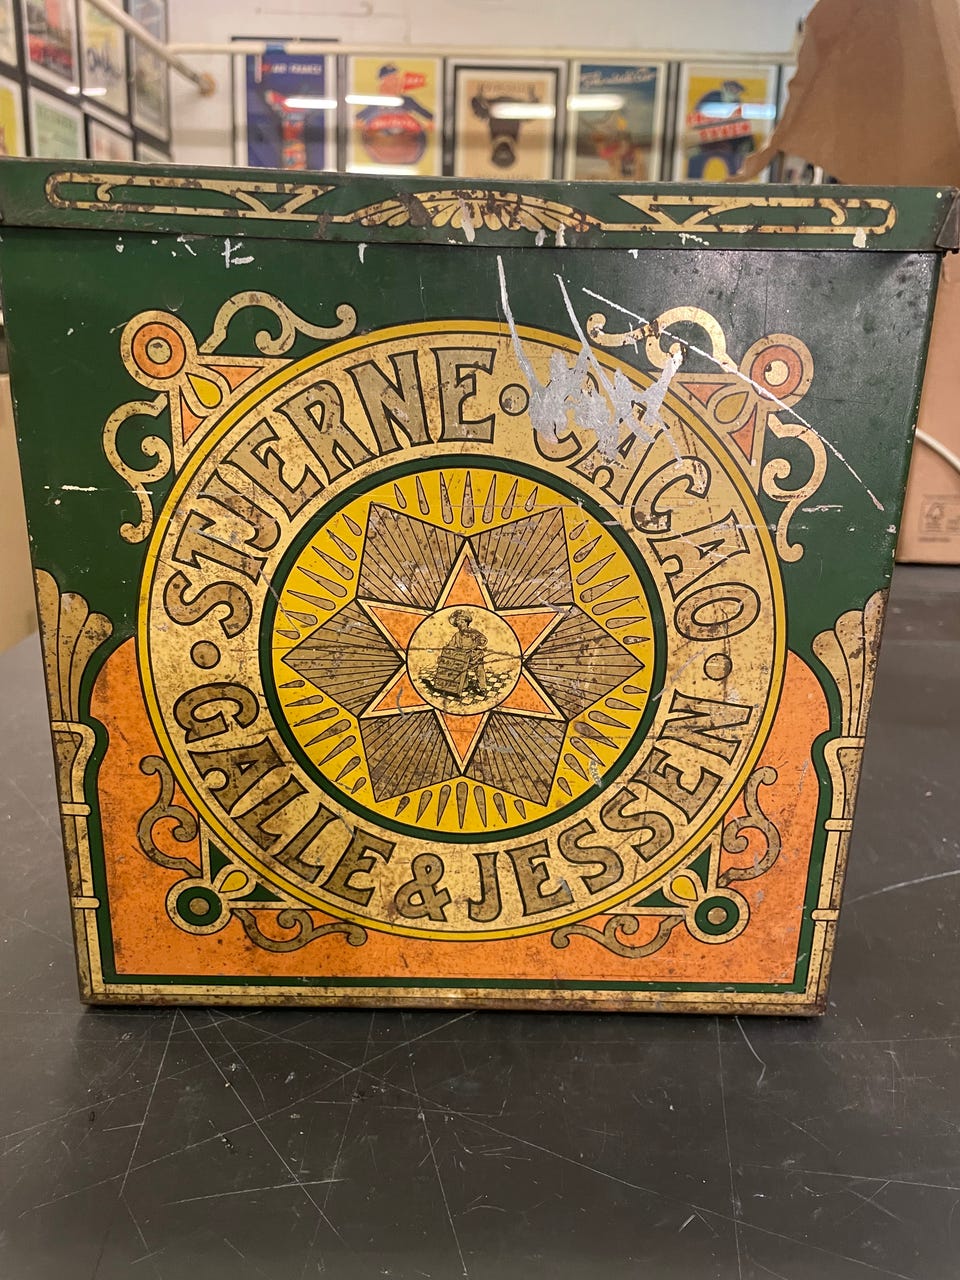 STJERNE · CACAO ·
GALLE & JESSEN ·